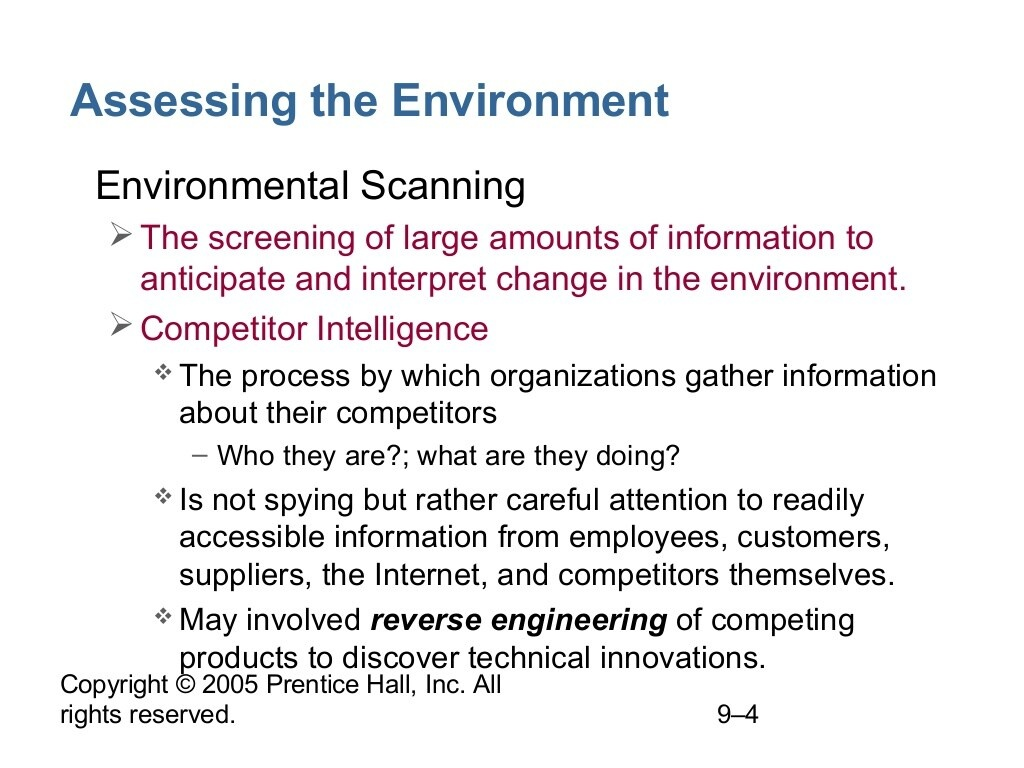 Assessing the Environment
Environmental Scanning
➢ The screening of large amounts of information to
anticipate and interpret change in the environment.
➢ Competitor Intelligence
❖ The process by which organizations gather information
about their competitors
– Who they are?; what are they doing?
❖ Is not spying but rather careful attention to readily
accessible information from employees, customers,
suppliers, the Internet, and competitors themselves.
❖ May involved reverse engineering of competing
products to discover technical innovations.
Copyright © 2005 Prentice Hall, Inc. All
rights reserved. 9–4